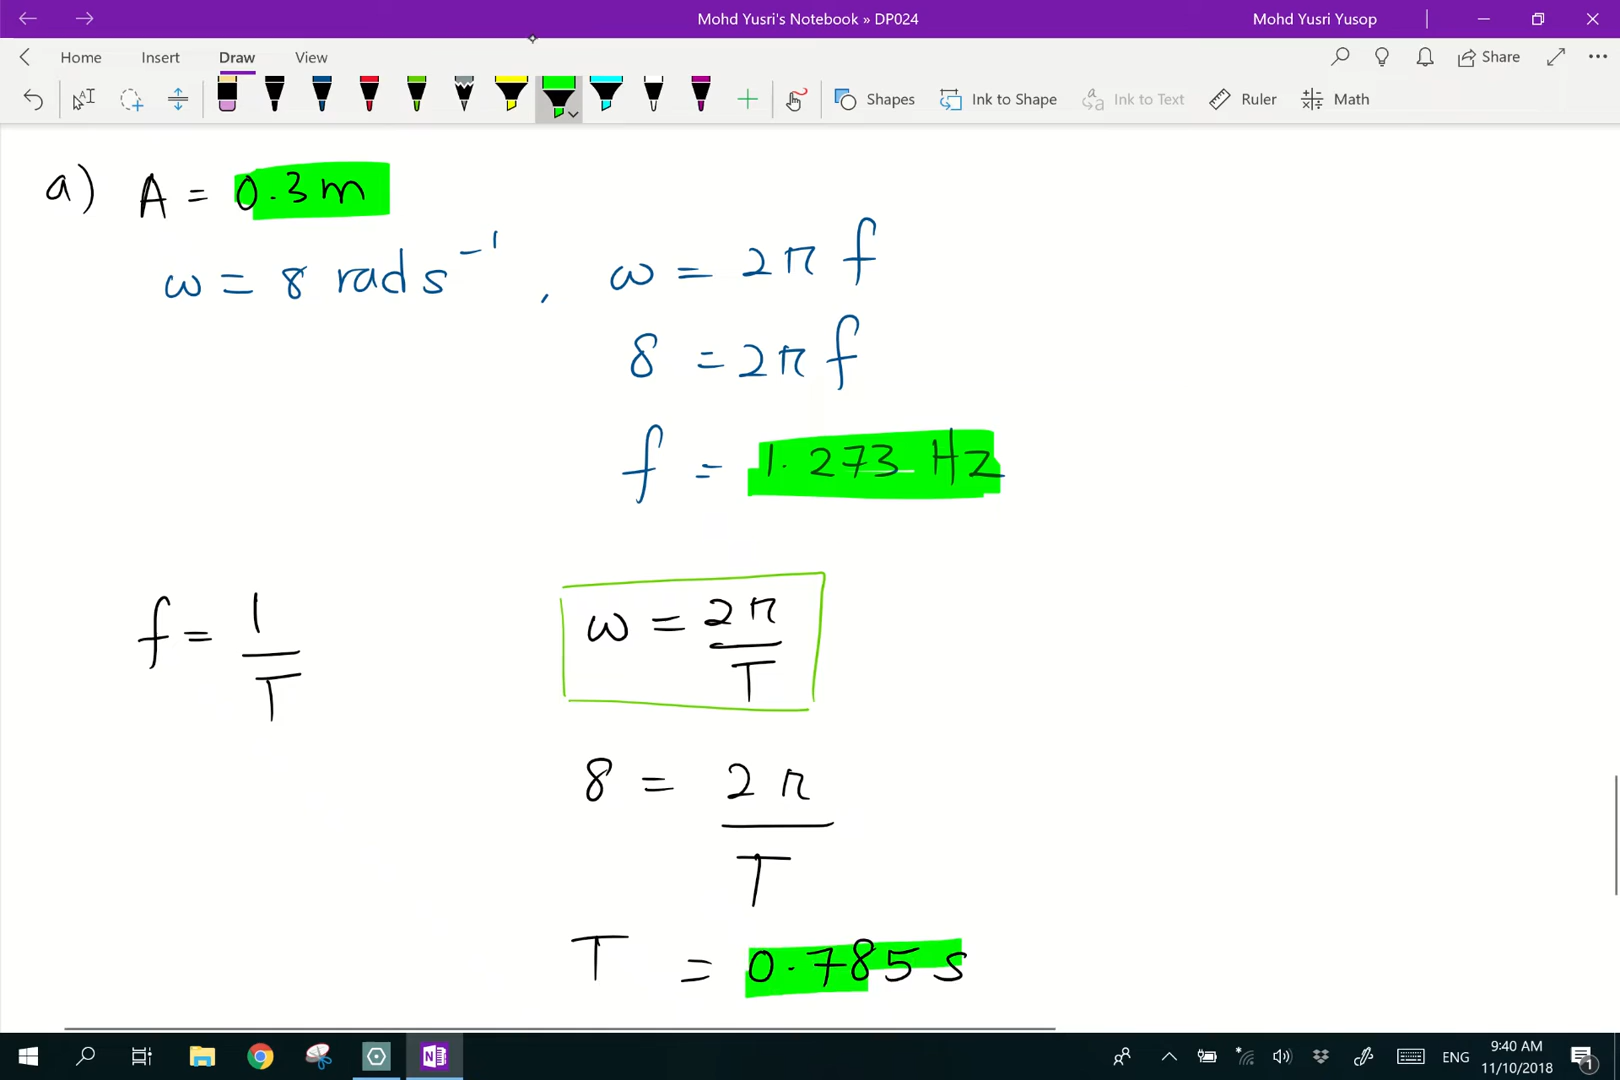 Mohd Yusri's Notebook » DP024
Mohd Yusri Yusop
Home Insert Draw View
Share
Shapes Ink to Shape Ink to Text Ruler Math
a) A = 0.3 m
ω = 8 rad s⁻¹ , ω = 2π f
8 = 2π f
f = 1.273 Hz
f = 1/T
ω = 2π/T
8 = 2π/T
T = 0.785 s
ENG
9:40 AM
11/10/2018
1